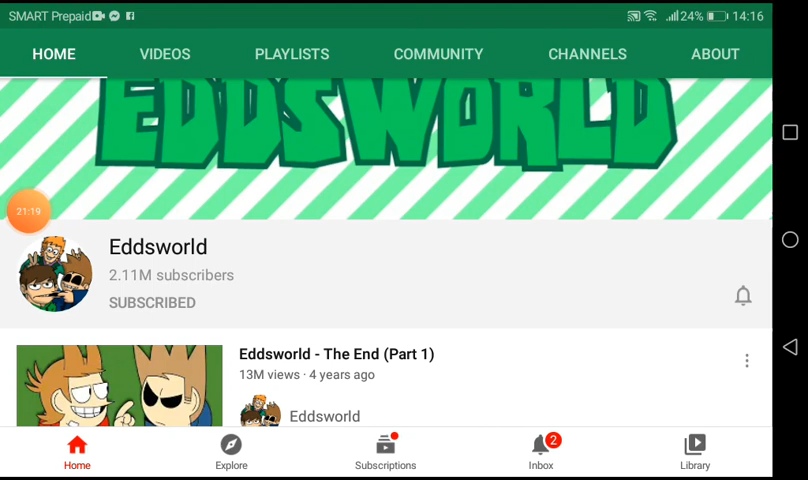 SMART Prepaid 24% 14:16
HOME VIDEOS PLAYLISTS COMMUNITY CHANNELS ABOUT
EDDSWORLD
21:19
Eddsworld
2.11M subscribers
SUBSCRIBED
Eddsworld - The End (Part 1)
13M views · 4 years ago
Eddsworld
2
Home Explore Subscriptions Inbox Library